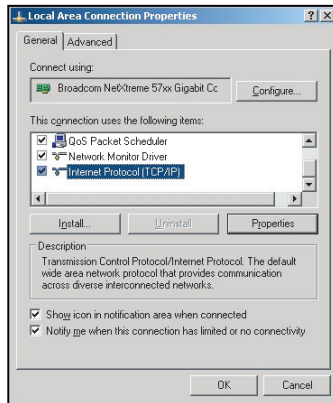 Local Area Connection Properties
General Advanced
Connect using:
Broadcom NetXtreme 57xx Gigabit Cc
Configure...
This connection uses the following items:
QoS Packet Scheduler
Network Monitor Driver
Internet Protocol (TCP/IP)
Install... Uninstall Properties
Description
Transmission Control Protocol/Internet Protocol. The default
wide area network protocol that provides communication
across diverse interconnected networks.
Show icon in notification area when connected
Notify me when this connection has limited or no connectivity
OK Cancel